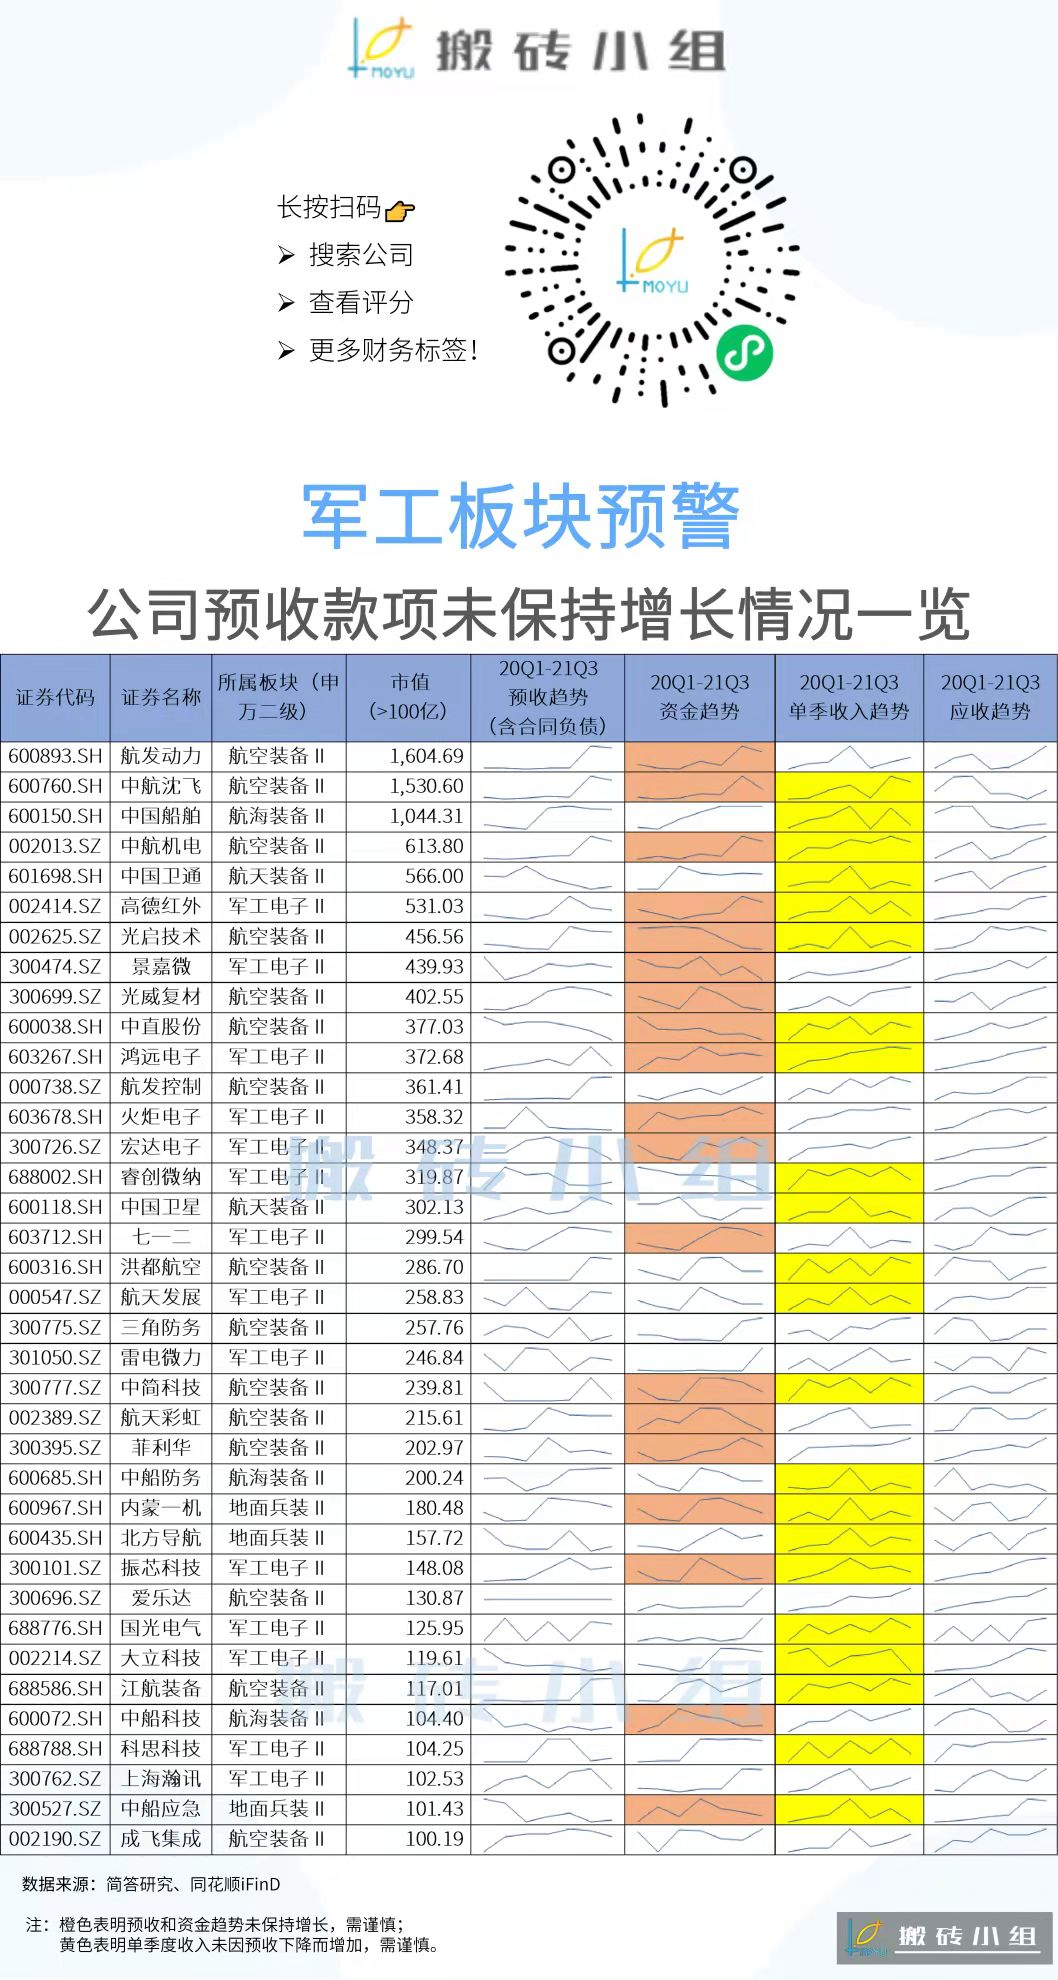 MOYU 搬砖小组
长按扫码
搜索公司
查看评分
更多财务标签!
MOYU
军工板块预警
公司预收款项未保持增长情况一览
证券代码 证券名称 所属板块（申万二级） 市值（>100亿） 20Q1-21Q3 预收趋势（含合同负债） 20Q1-21Q3 资金趋势 20Q1-21Q3 单季收入趋势 20Q1-21Q3 应收趋势
600893.SH 航发动力 航空装备Ⅱ 1,604.69
600760.SH 中航沈飞 航空装备Ⅱ 1,530.60
600150.SH 中国船舶 航海装备Ⅱ 1,044.31
002013.SZ 中航机电 航空装备Ⅱ 613.80
601698.SH 中国卫通 航天装备Ⅱ 566.00
002414.SZ 高德红外 军工电子Ⅱ 531.03
002625.SZ 光启技术 航空装备Ⅱ 456.56
300474.SZ 景嘉微 军工电子Ⅱ 439.93
300699.SZ 光威复材 航空装备Ⅱ 402.55
600038.SH 中直股份 航空装备Ⅱ 377.03
603267.SH 鸿远电子 军工电子Ⅱ 372.68
000738.SZ 航发控制 航空装备Ⅱ 361.41
603678.SH 火炬电子 军工电子Ⅱ 358.32
300726.SZ 宏达电子 军工电子Ⅱ 348.37
688002.SH 睿创微纳 军工电子Ⅱ 319.87
600118.SH 中国卫星 航天装备Ⅱ 302.13
603712.SH 七一二 军工电子Ⅱ 299.54
600316.SH 洪都航空 航空装备Ⅱ 286.70
000547.SZ 航天发展 军工电子Ⅱ 258.83
300775.SZ 三角防务 航空装备Ⅱ 257.76
301050.SZ 雷电微力 军工电子Ⅱ 246.84
300777.SZ 中简科技 航空装备Ⅱ 239.81
002389.SZ 航天彩虹 航空装备Ⅱ 215.61
300395.SZ 菲利华 航空装备Ⅱ 202.97
600685.SH 中船防务 航海装备Ⅱ 200.24
600967.SH 内蒙一机 地面兵装Ⅱ 180.48
600435.SH 北方导航 地面兵装Ⅱ 157.72
300101.SZ 振芯科技 军工电子Ⅱ 148.08
300696.SZ 爱乐达 航空装备Ⅱ 130.87
688776.SH 国光电气 军工电子Ⅱ 125.95
002214.SZ 大立科技 军工电子Ⅱ 119.61
688586.SH 江航装备 航空装备Ⅱ 117.01
600072.SH 中船科技 航海装备Ⅱ 104.40
688788.SH 科思科技 军工电子Ⅱ 104.25
300762.SZ 上海瀚讯 军工电子Ⅱ 102.53
300527.SZ 中船应急 地面兵装Ⅱ 101.43
002190.SZ 成飞集成 航空装备Ⅱ 100.19
搬砖小组
搬砖小组
数据来源：简答研究、同花顺iFinD
注：橙色表明预收和资金趋势未保持增长，需谨慎；
黄色表明单季度收入未因预收下降而增加，需谨慎。
MOYU 搬砖小组